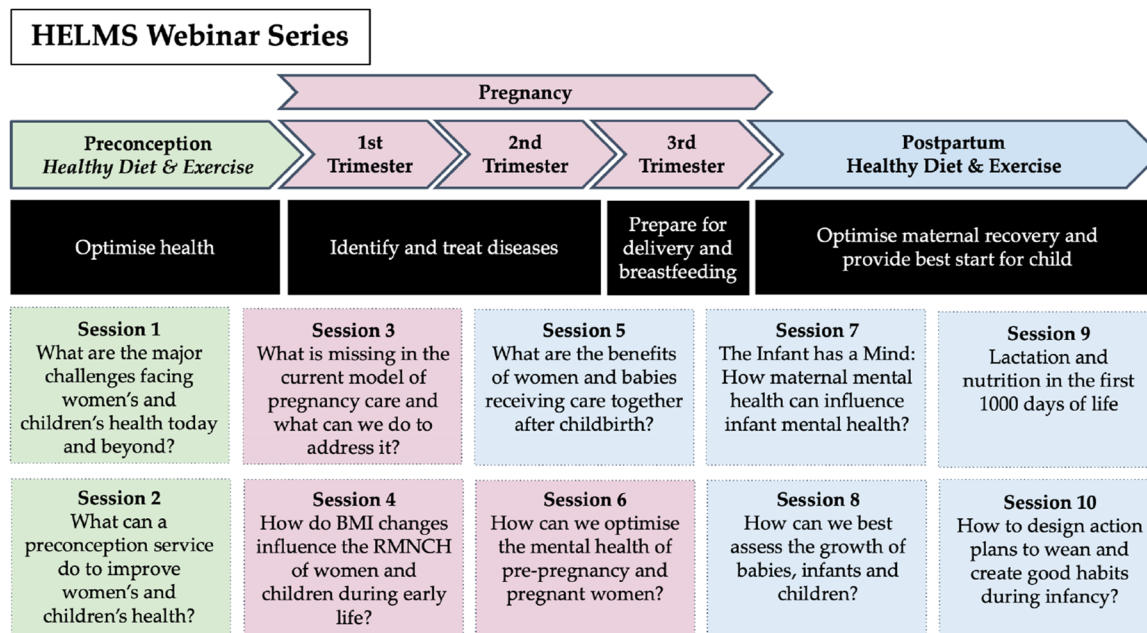 HELMS Webinar Series
Pregnancy
Preconception
Healthy Diet & Exercise
1st
Trimester
2nd
Trimester
3rd
Trimester
Postpartum
Healthy Diet & Exercise
Optimise health
Identify and treat diseases
Prepare for
delivery and
breastfeeding
Optimise maternal recovery and
provide best start for child
Session 1
What are the major
challenges facing
women's and
children's health today
and beyond?
Session 3
What is missing in the
current model of
pregnancy care and
what can we do to
address it?
Session 5
What are the benefits
of women and babies
receiving care together
after childbirth?
Session 7
The Infant has a Mind:
How maternal mental
health can influence
infant mental health?
Session 9
Lactation and
nutrition in the first
1000 days of life
Session 2
What can a
preconception service
do to improve
women's and
children's health?
Session 4
How do BMI changes
influence the RMNCH
of women and
children during early
life?
Session 6
How can we optimise
the mental health of
pre-pregnancy and
pregnant women?
Session 8
How can we best
assess the growth of
babies, infants and
children?
Session 10
How to design action
plans to wean and
create good habits
during infancy?